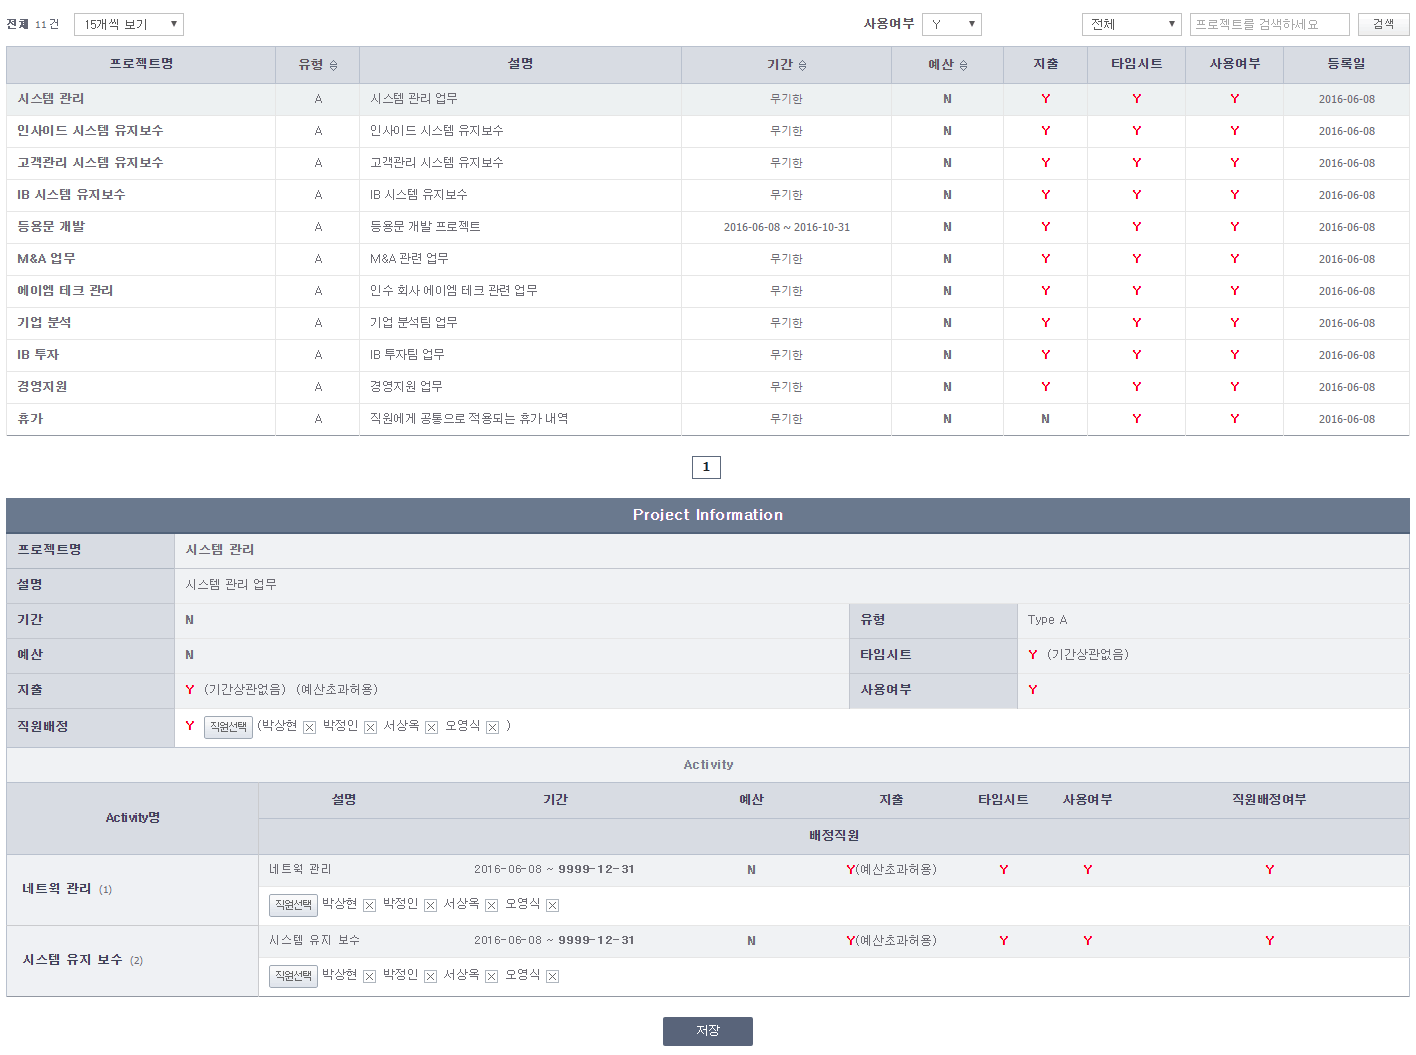 전체 11건 15개씩 보기 사용여부 Y 전체 프로젝트를 검색하세요 검색
프로젝트명 유형 설명 기간 예산 지출 타임시트 사용여부 등록일
시스템 관리 A 시스템 관리 업무 무기한 N Y Y Y 2016-06-08
인사이드 시스템 유지보수 A 인사이드 시스템 유지보수 무기한 N Y Y Y 2016-06-08
고객관리 시스템 유지보수 A 고객관리 시스템 유지보수 무기한 N Y Y Y 2016-06-08
IB 시스템 유지보수 A IB 시스템 유지보수 무기한 N Y Y Y 2016-06-08
등용문 개발 A 등용문 개발 프로젝트 2016-06-08 ~ 2016-10-31 N Y Y Y 2016-06-08
M&A 업무 A M&A 관련 업무 무기한 N Y Y Y 2016-06-08
에이엠 테크 관리 A 인수 회사 에이엠 테크 관련 업무 무기한 N Y Y Y 2016-06-08
기업 분석 A 기업 분석팀 업무 무기한 N Y Y Y 2016-06-08
IB 투자 A IB 투자팀 업무 무기한 N Y Y Y 2016-06-08
경영지원 A 경영지원 업무 무기한 N Y Y Y 2016-06-08
휴가 A 직원에게 공통으로 적용되는 휴가 내역 무기한 N N Y Y 2016-06-08
1
Project Information
프로젝트명 시스템 관리
설명 시스템 관리 업무
기간 N 유형 Type A
예산 N 타임시트 Y (기간상관없음)
지출 Y (기간상관없음) (예산초과허용) 사용여부 Y
직원배정 Y 직원선택 (박상현 박정인 서상옥 오영식 )
Activity
Activity명 설명 기간 예산 지출 타임시트 사용여부 직원배정여부
배정직원
네트웍 관리 (1) 네트웍 관리 2016-06-08 ~ 9999-12-31 N Y(예산초과허용) Y Y Y
직원선택 박상현 박정인 서상옥 오영식
시스템 유지 보수 (2) 시스템 유지 보수 2016-06-08 ~ 9999-12-31 N Y(예산초과허용) Y Y Y
직원선택 박상현 박정인 서상옥 오영식
저장